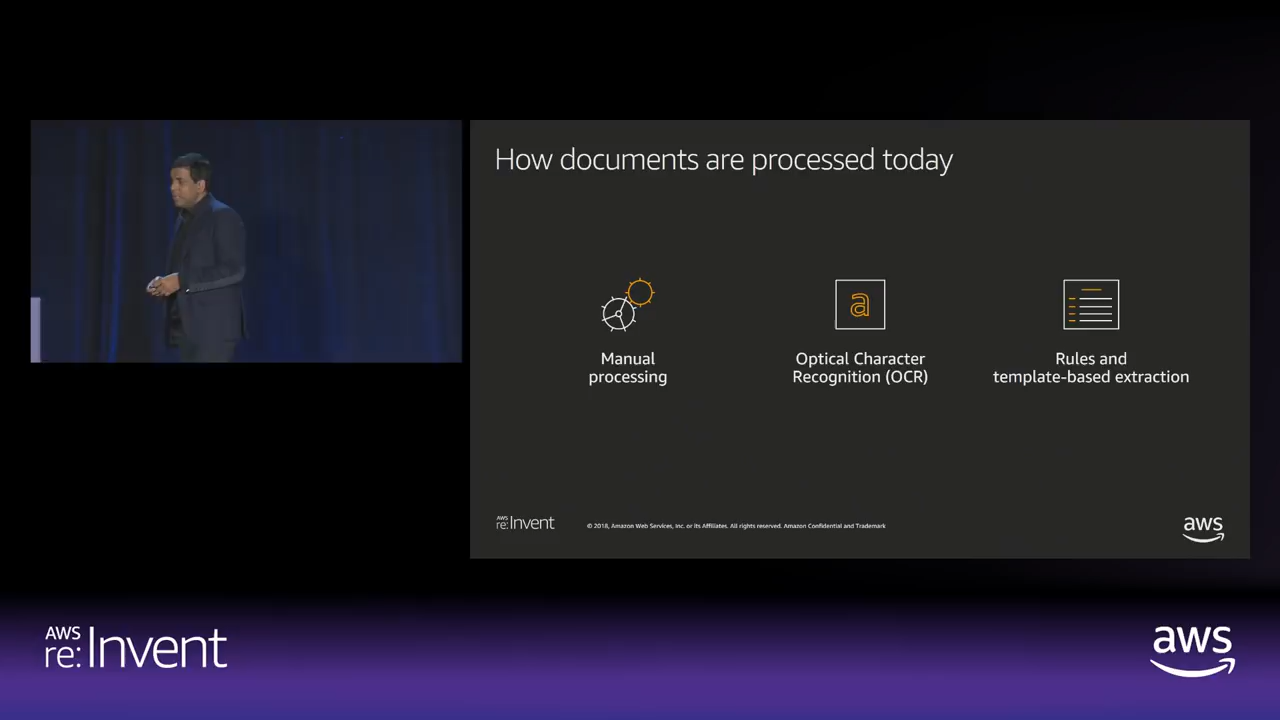 How documents are processed today
a
Manual
processing
Optical Character
Recognition (OCR)
Rules and
template-based extraction
AWS
re:Invent
© 2018, Amazon Web Services, Inc. or its Affiliates. All rights reserved. Amazon Confidential and Trademark
aws
AWS
re:Invent
aws